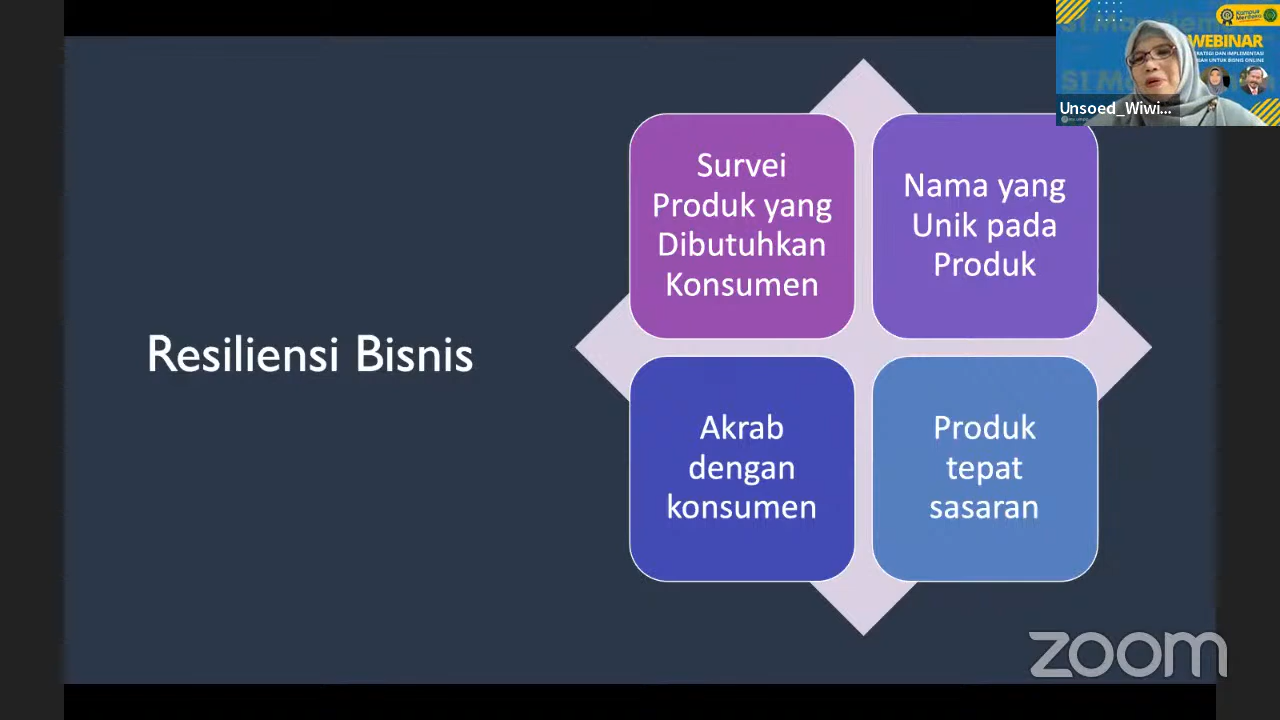 Resiliensi Bisnis
Survei
Produk yang
Dibutuhkan
Konsumen
Nama yang
Unik pada
Produk
Akrab
dengan
konsumen
Produk
tepat
sasaran
WEBINAR
Unsoed_Wiwi...
zoom